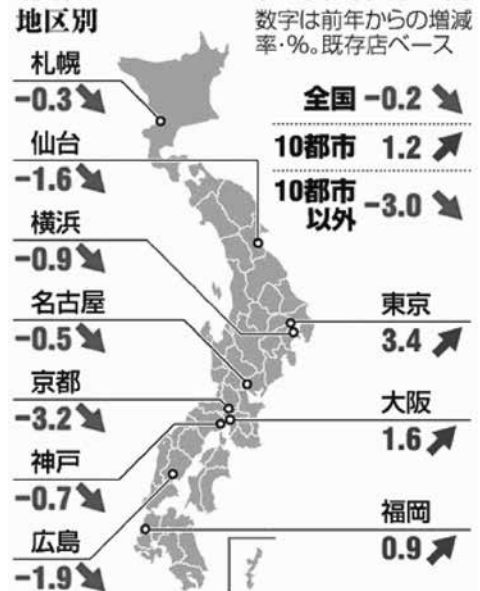 地区別
数字は前年からの増減
率・%。既存店ベース
札幌
-0.3
全国 -0.2
10都市 1.2
10都市
以外 -3.0
仙台
-1.6
横浜
-0.9
名古屋
-0.5
京都
-3.2
神戸
-0.7
広島
-1.9
東京
3.4
大阪
1.6
福岡
0.9